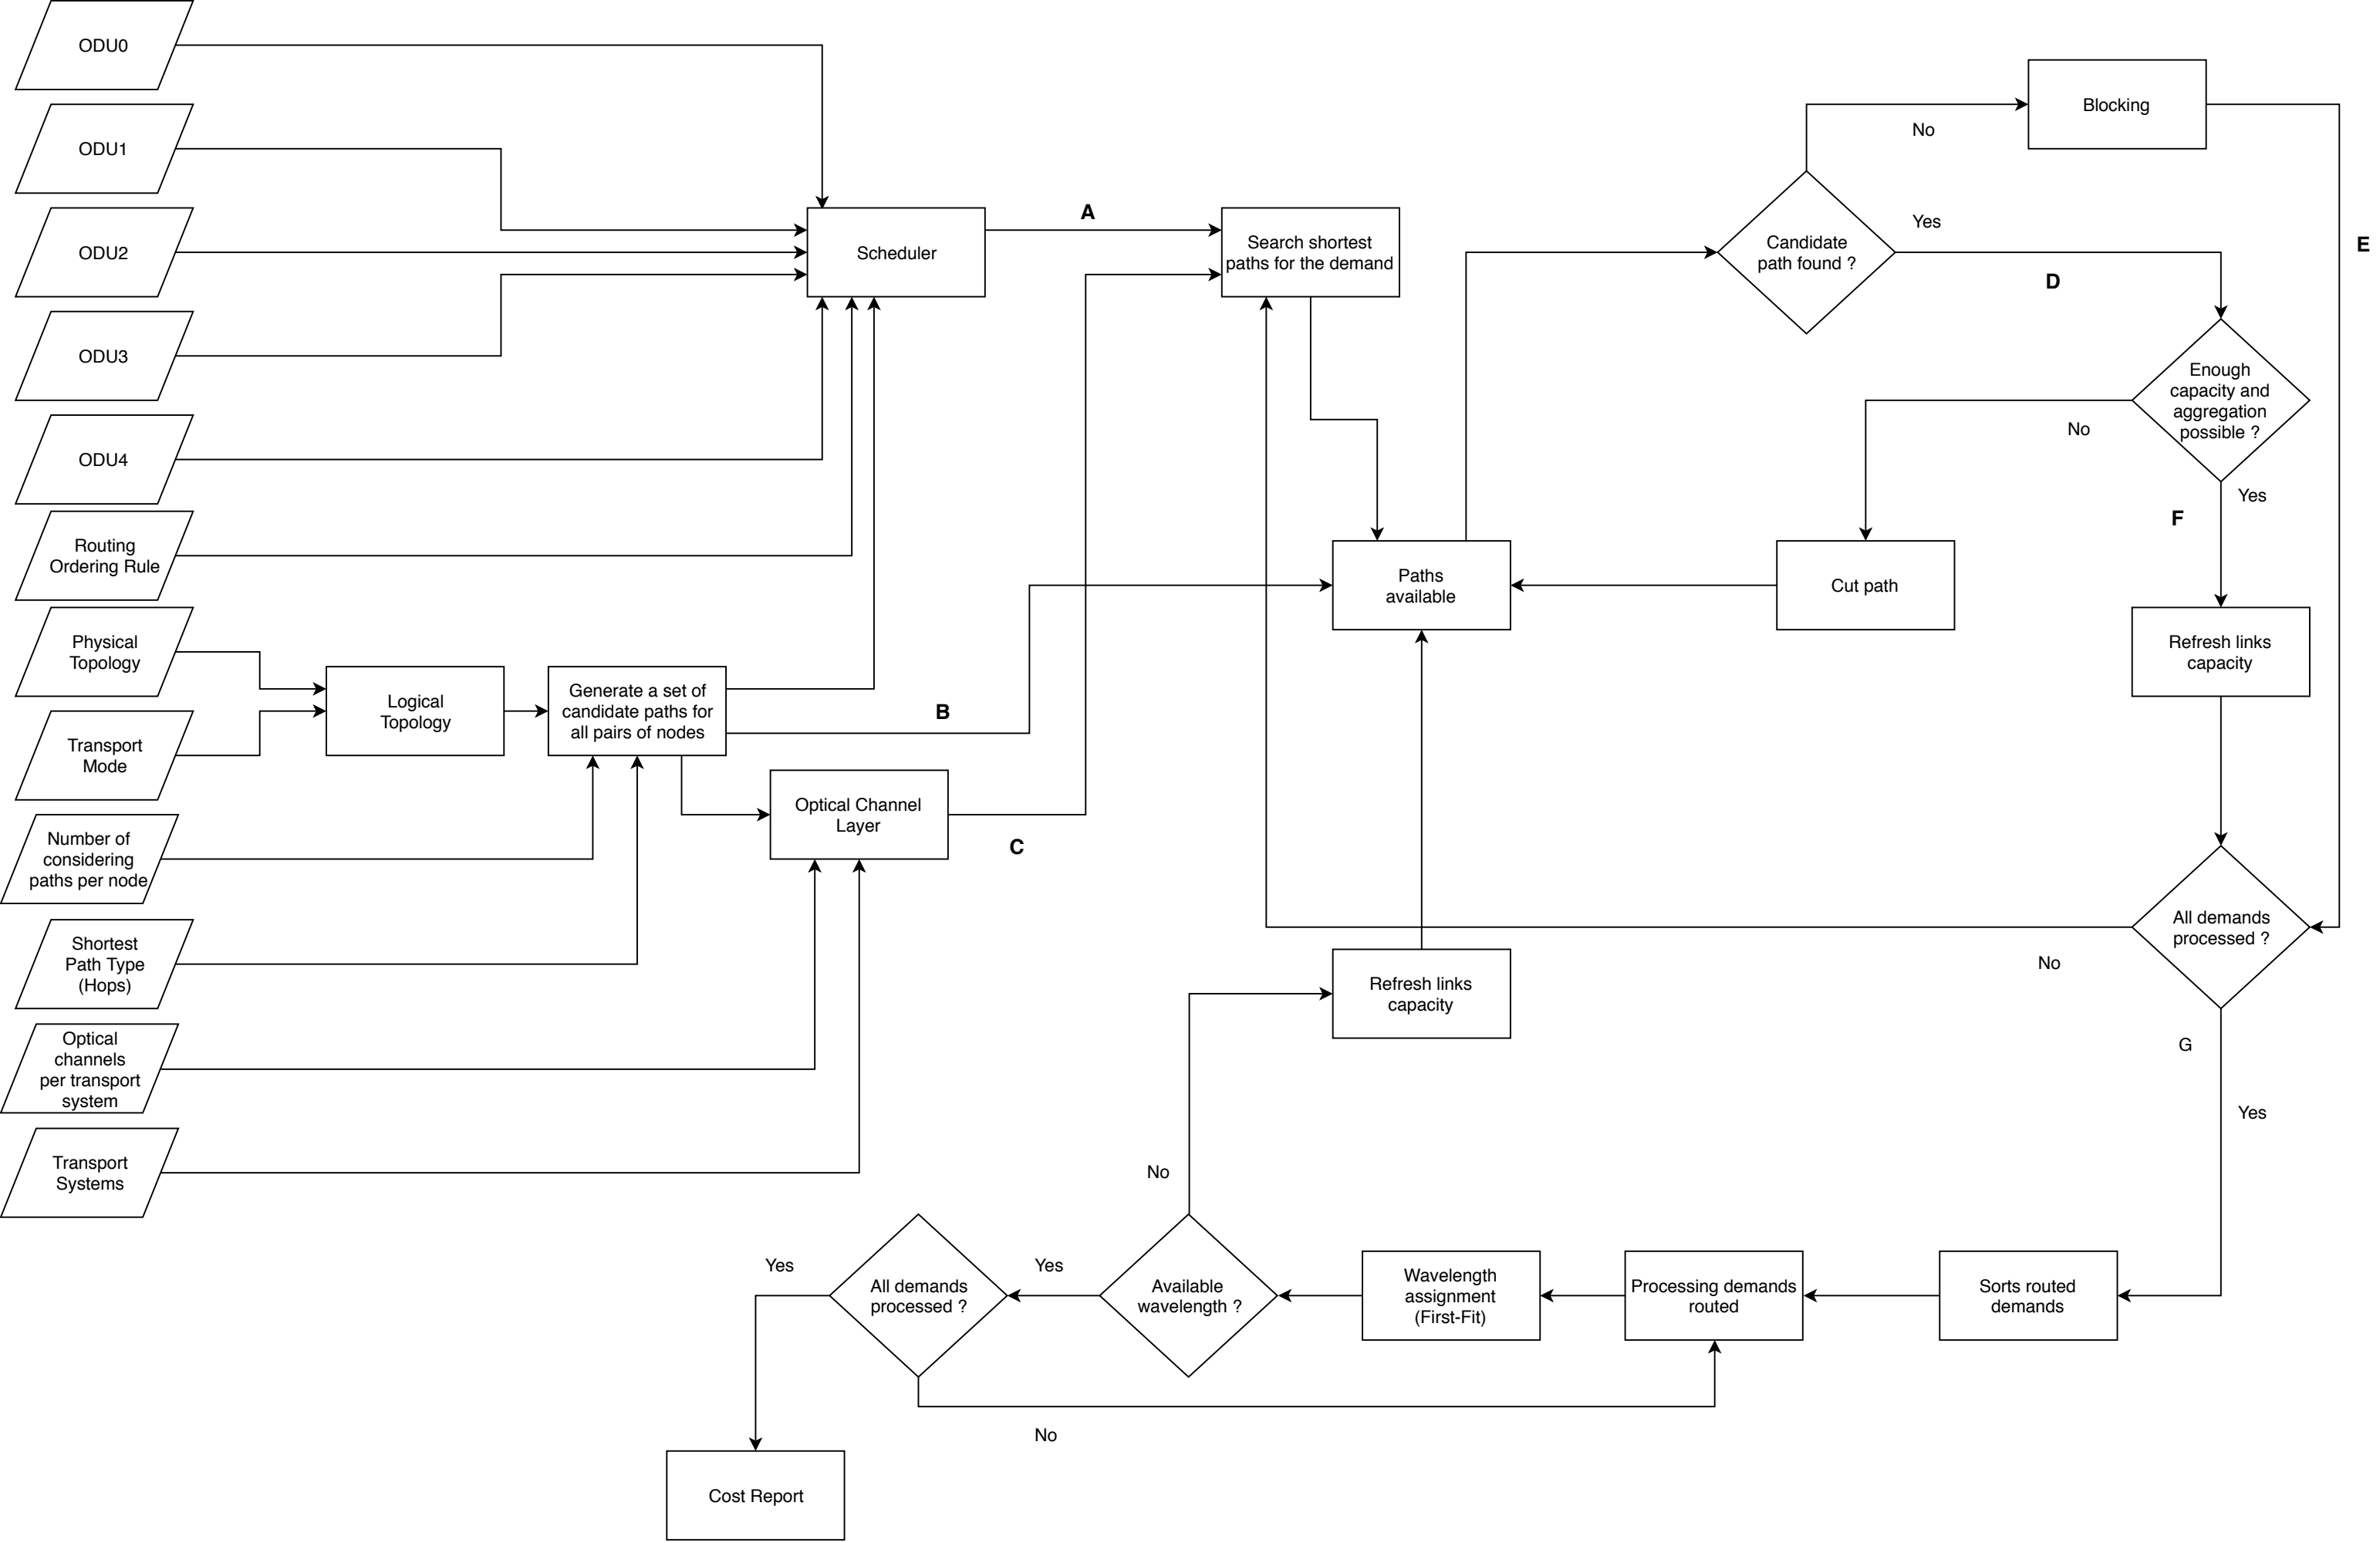 ODU0
ODU1
ODU2
ODU3
ODU4
Routing
Ordering Rule
Physical
Topology
Transport
Mode
Number of
considering
paths per node
Shortest
Path Type
(Hops)
Optical
channels
per transport
system
Transport
Systems
Logical
Topology
Generate a set of
candidate paths for
all pairs of nodes
Optical Channel
Layer
Scheduler
A
B
C
Search shortest
paths for the demand
Paths
available
Candidate
path found ?
No
Yes
Blocking
D
E
Enough
capacity and
aggregation
possible ?
No
Yes
F
Cut path
Refresh links
capacity
All demands
processed ?
No
G
Yes
Refresh links
capacity
Sorts routed
demands
Processing demands
routed
Wavelength
assignment
(First-Fit)
Available
wavelength ?
No
Yes
All demands
processed ?
Yes
No
Cost Report